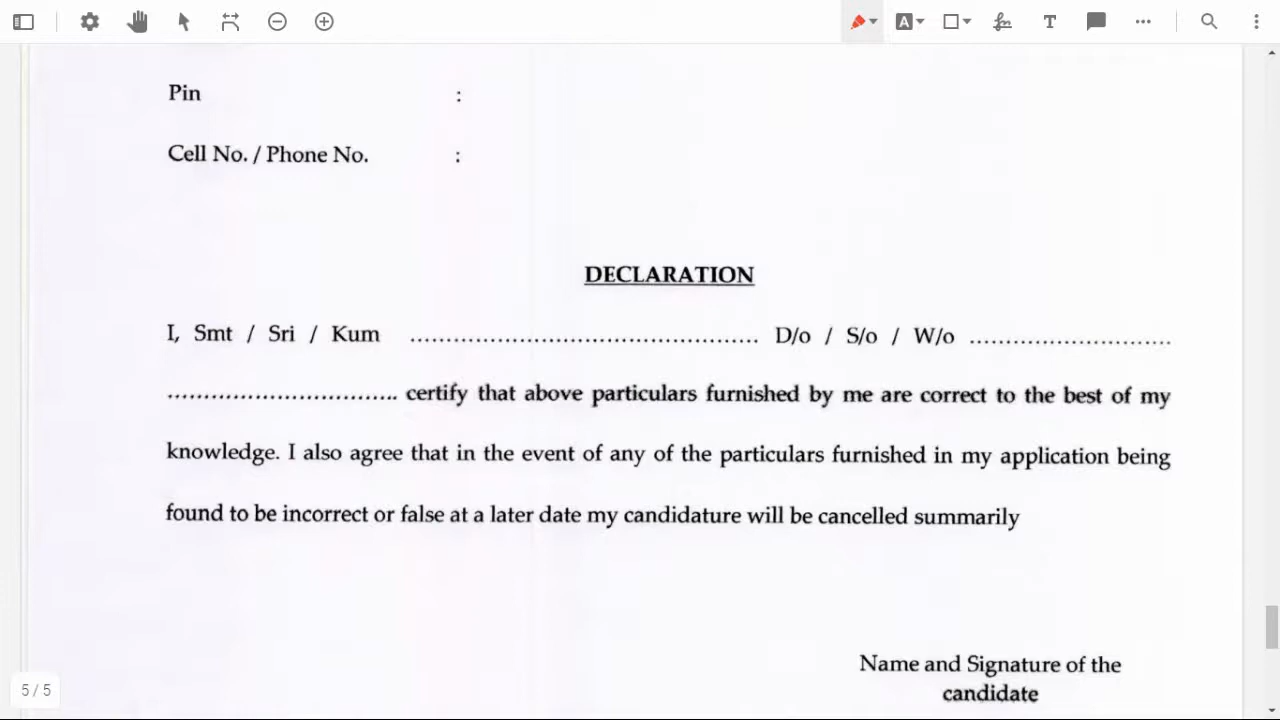 Pin :
Cell No. / Phone No. :
DECLARATION
I, Smt / Sri / Kum ................................................ D/o / S/o / W/o ............................
................................ certify that above particulars furnished by me are correct to the best of my
knowledge. I also agree that in the event of any of the particulars furnished in my application being
found to be incorrect or false at a later date my candidature will be cancelled summarily
Name and Signature of the
candidate
5 / 5